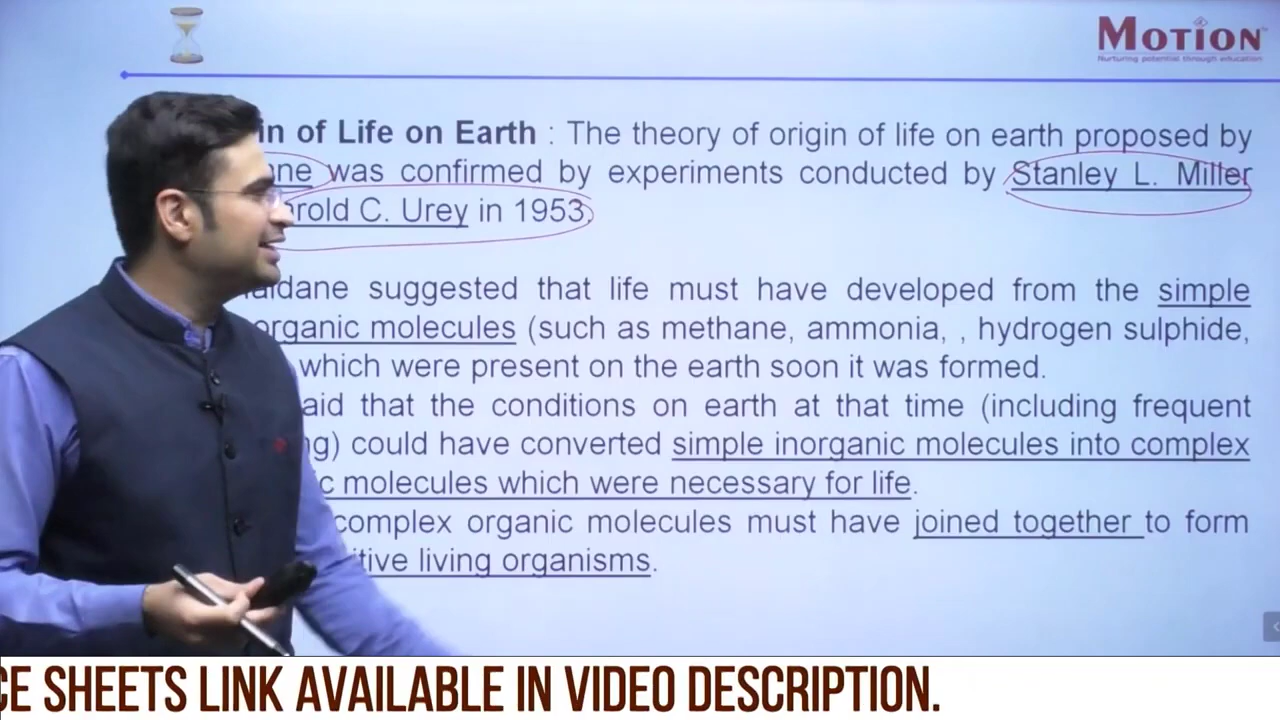 MOTION
Nurturing potential through education
in of Life on Earth : The theory of origin of life on earth proposed by
ne was confirmed by experiments conducted by Stanley L. Miller
rold C. Urey in 1953
aldane suggested that life must have developed from the simple
organic molecules (such as methane, ammonia, , hydrogen sulphide,
which were present on the earth soon it was formed.
aid that the conditions on earth at that time (including frequent
ng) could have converted simple inorganic molecules into complex
c molecules which were necessary for life.
complex organic molecules must have joined together to form
itive living organisms.
CE SHEETS LINK AVAILABLE IN VIDEO DESCRIPTION.